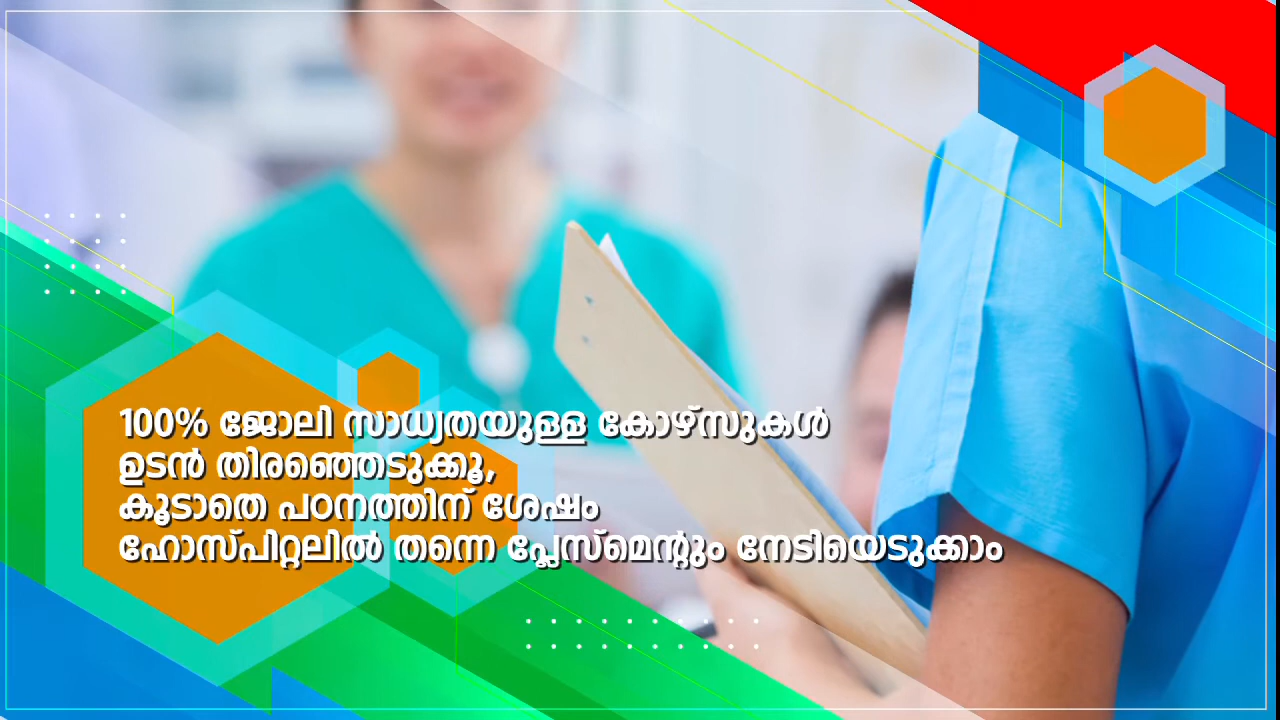 100% ജോലി സാധ്യതയുള്ള കോഴ്സുകൾ
ഉടൻ തിരഞ്ഞെടുക്കൂ,
കൂടാതെ പഠനത്തിന് ശേഷം
ഹോസ്പിറ്റലിൽ തന്നെ പ്ലേസ്മെന്റും നേടിയെടുക്കാം